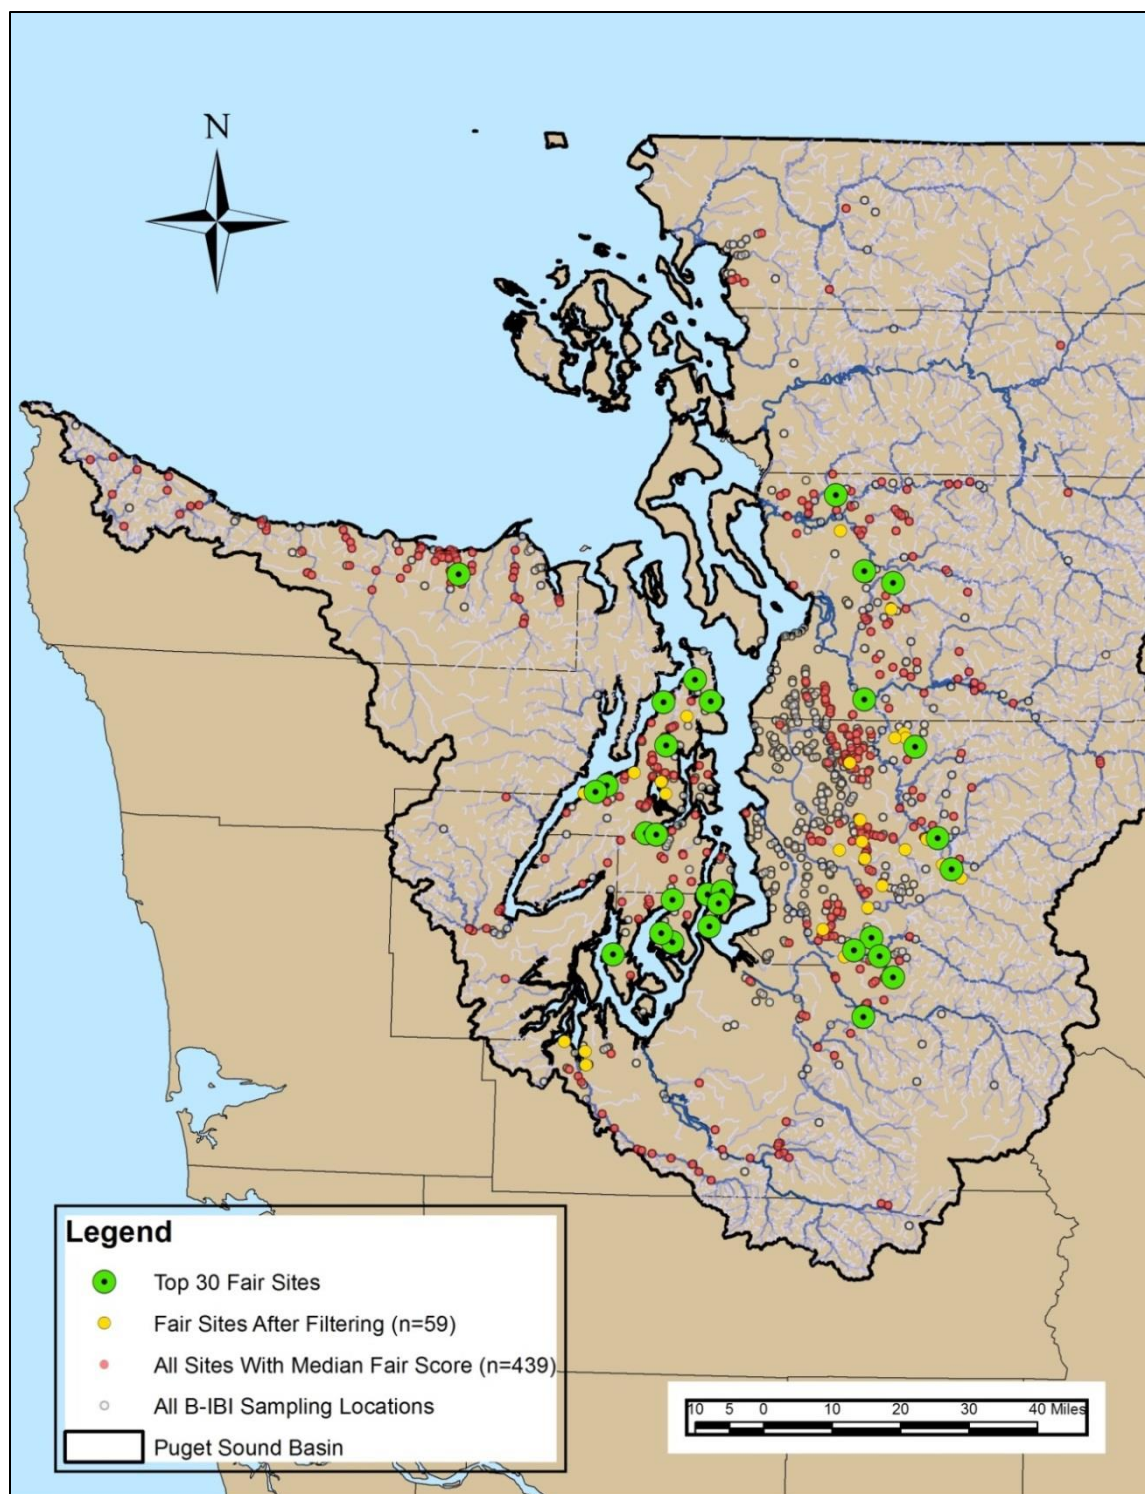 N
Legend
Top 30 Fair Sites
Fair Sites After Filtering (n=59)
All Sites With Median Fair Score (n=439)
All B-IBI Sampling Locations
Puget Sound Basin
10 5 0 10 20 30 40 Miles